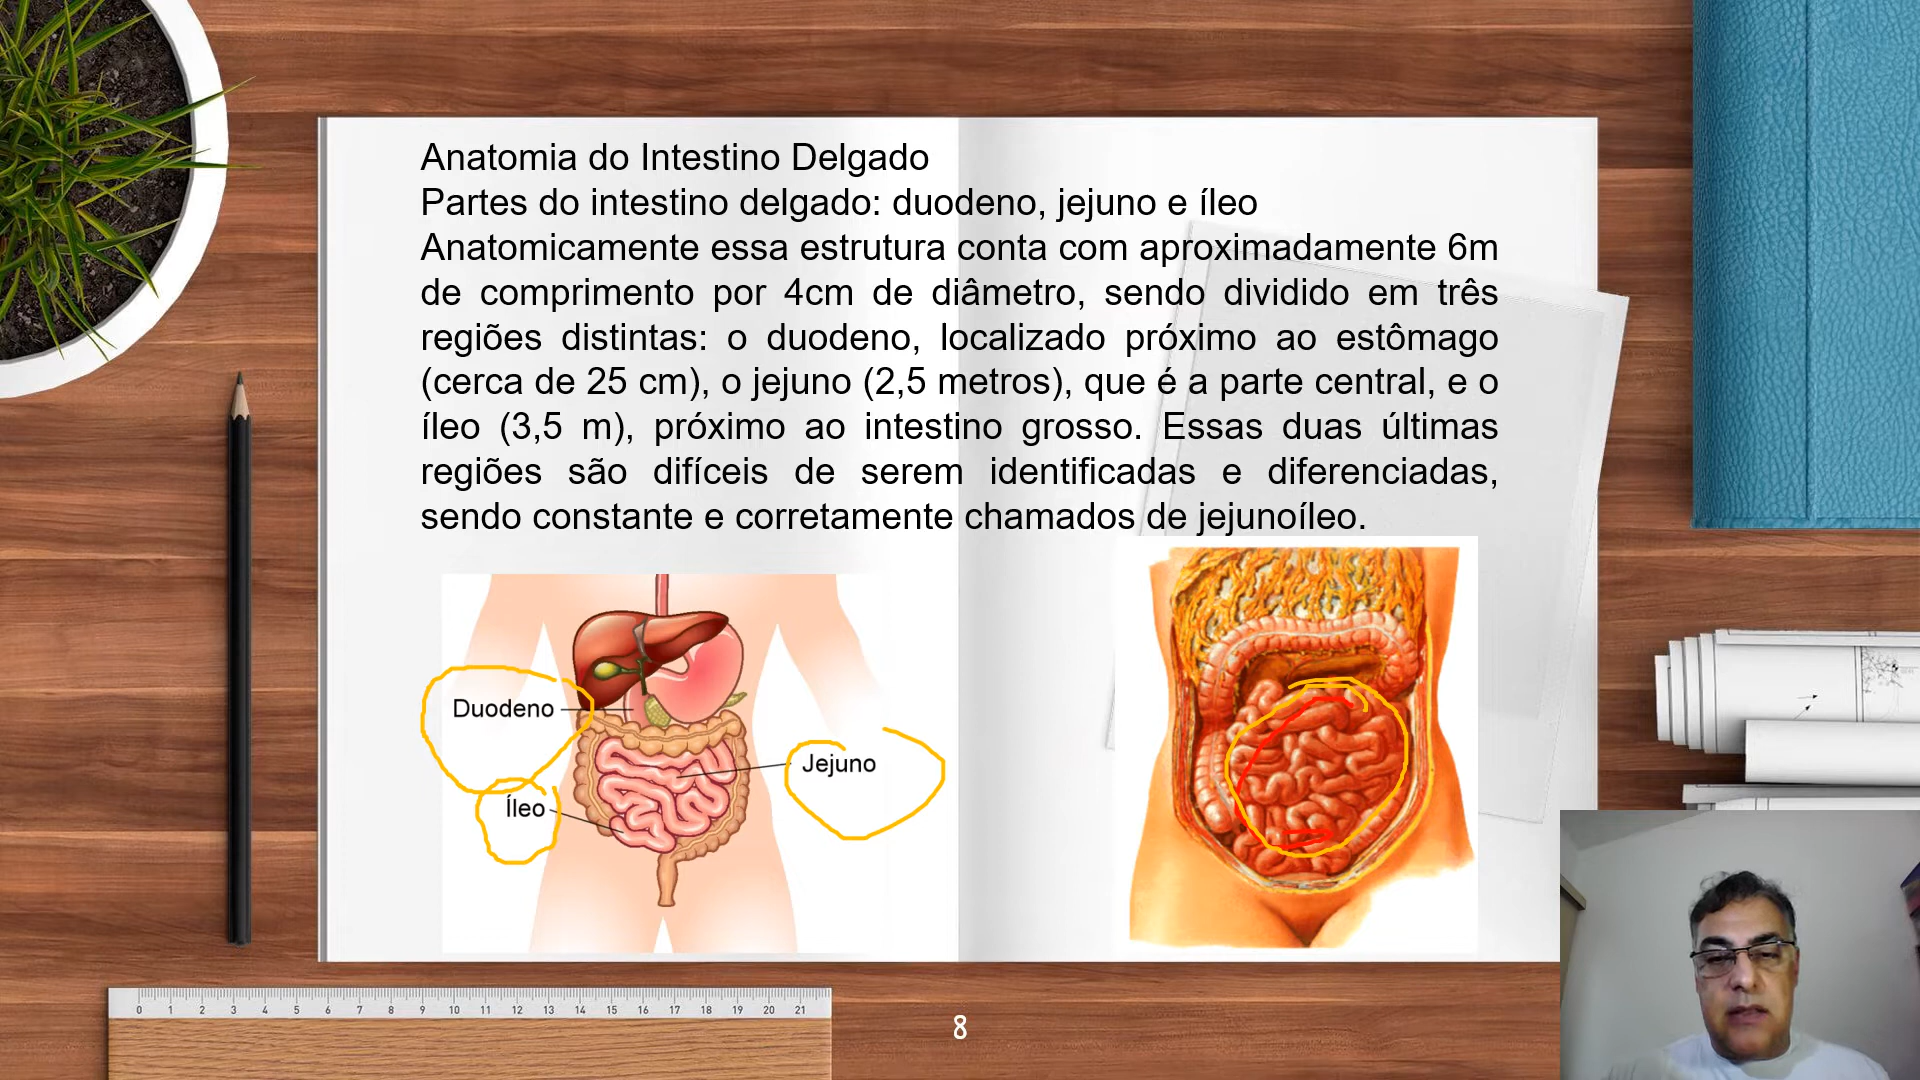 Anatomia do Intestino Delgado
Partes do intestino delgado: duodeno, jejuno e íleo
Anatomicamente essa estrutura conta com aproximadamente 6m
de comprimento por 4cm de diâmetro, sendo dividido em três
regiões distintas: o duodeno, localizado próximo ao estômago
(cerca de 25 cm), o jejuno (2,5 metros), que é a parte central, e o
íleo (3,5 m), próximo ao intestino grosso. Essas duas últimas
regiões são difíceis de serem identificadas e diferenciadas,
sendo constante e corretamente chamados de jejunoíleo.
Duodeno
Jejuno
Íleo
0 1 2 3 4 5 6 7 8 9 10 11 12 13 14 15 16 17 18 19 20 21
8